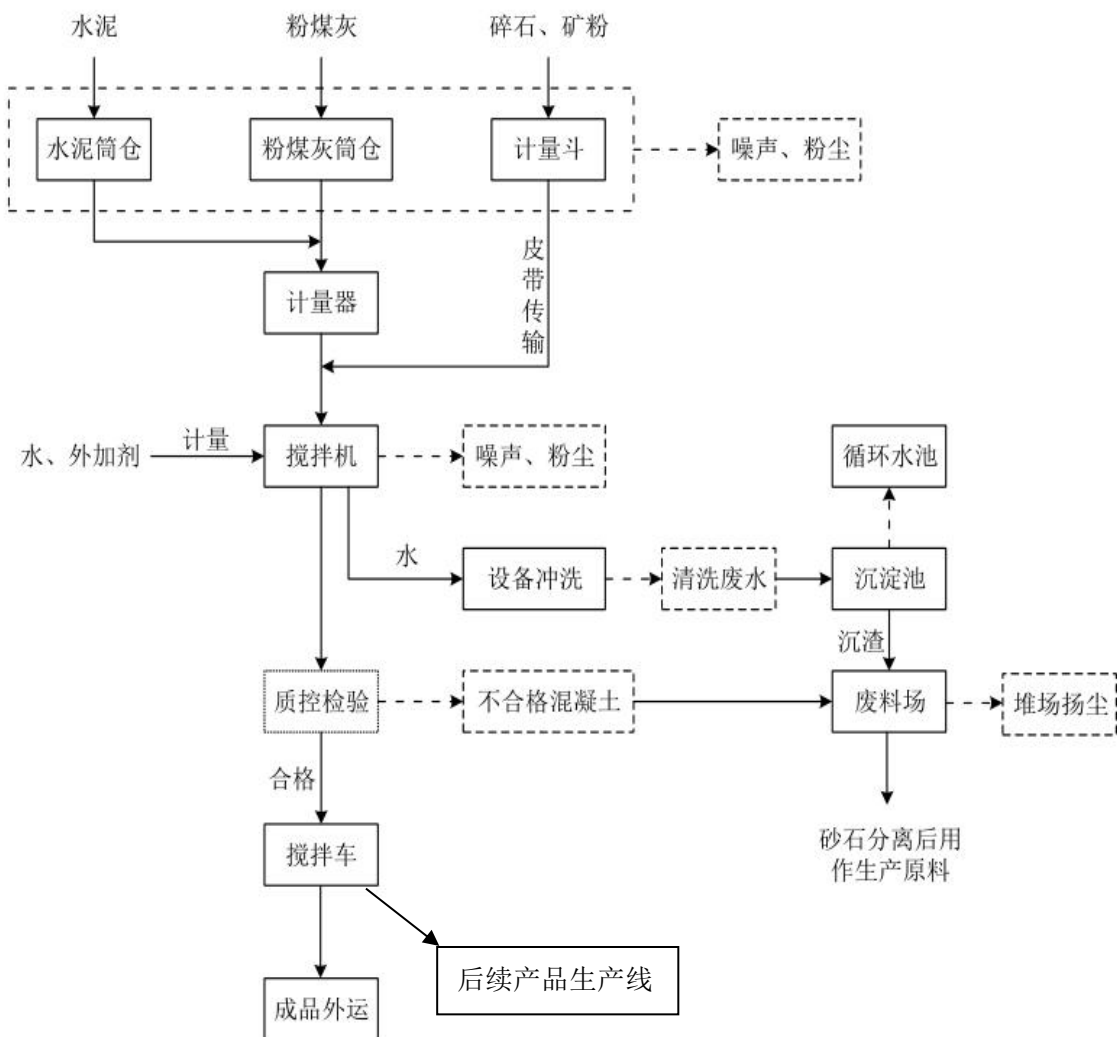 水泥
粉煤灰
碎石、矿粉
水泥筒仓
粉煤灰筒仓
计量斗
噪声、粉尘
皮带传输
计量器
水、外加剂
计量
搅拌机
噪声、粉尘
循环水池
水
设备冲洗
清洗废水
沉淀池
沉渣
质控检验
不合格混凝土
废料场
堆场扬尘
合格
搅拌车
砂石分离后用
作生产原料
后续产品生产线
成品外运